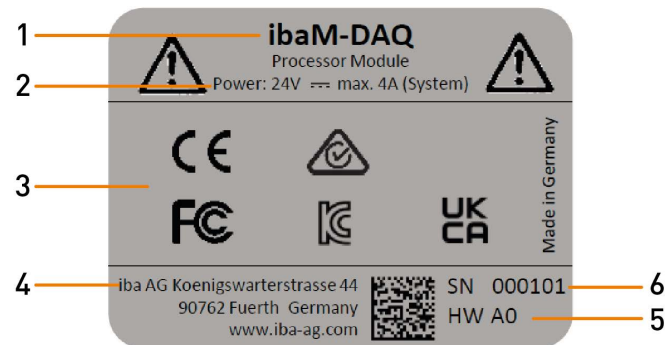 1
ibaM-DAQ
Processor Module
2
Power: 24V ⎓ max. 4A (System)
3
CE
FC
KC
UK
CA
Made in Germany
4
iba AG Koenigswarterstrasse 44
90762 Fuerth Germany
www.iba-ag.com
SN 000101
6
HW A0
5